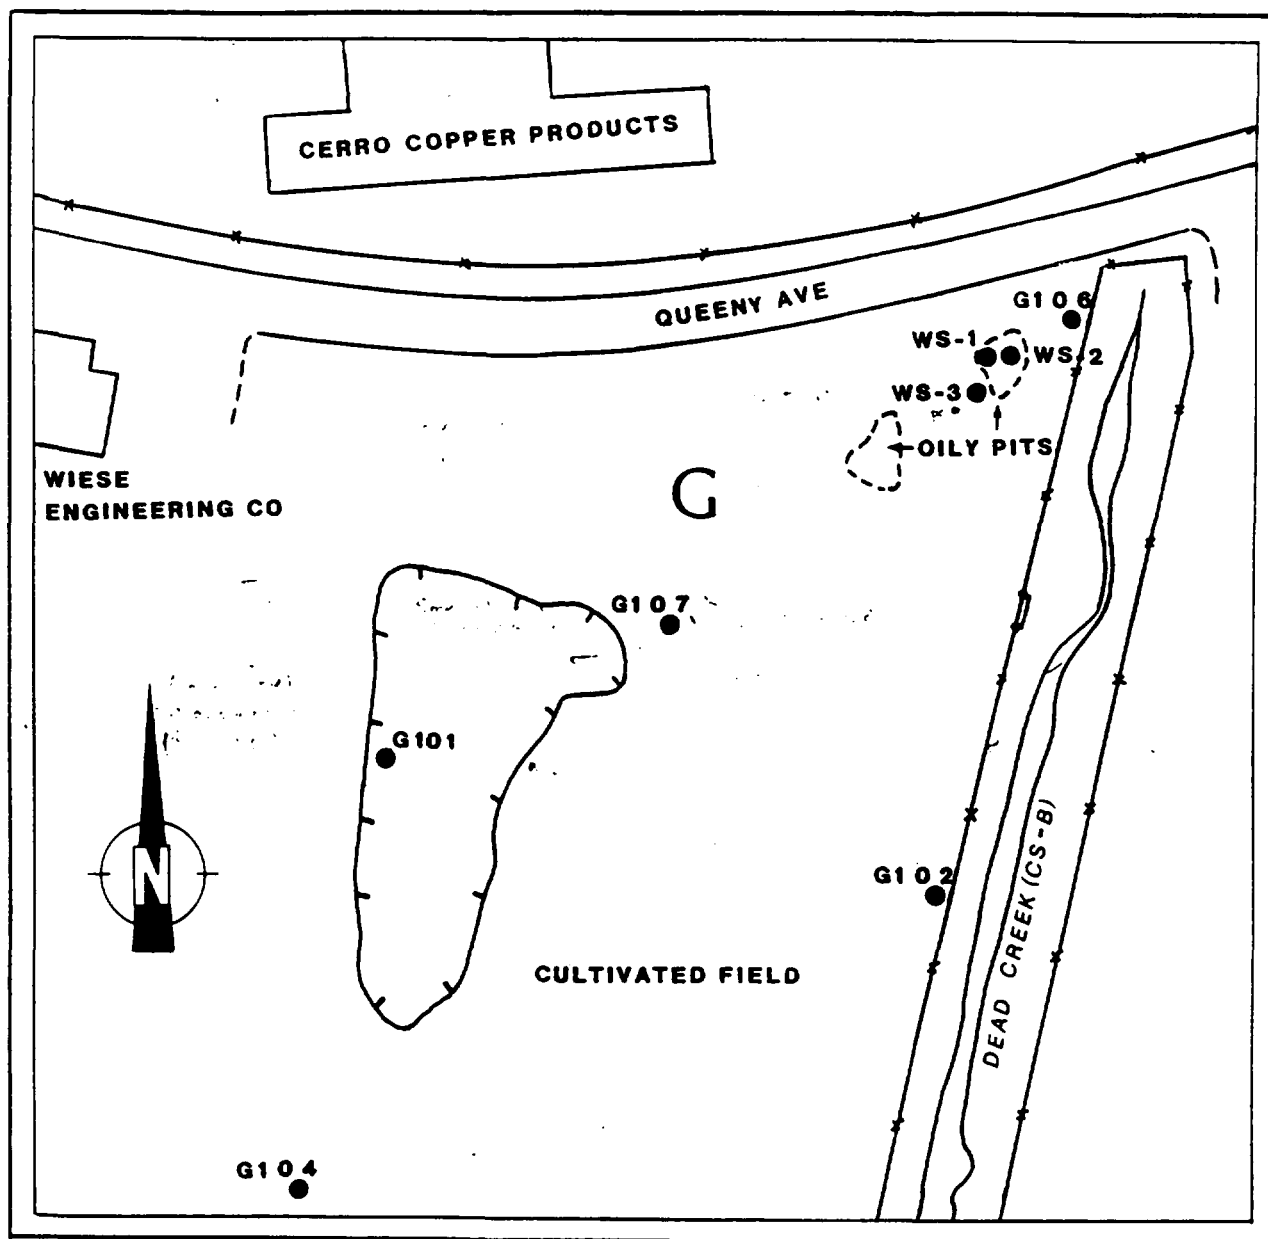 CERRO COPPER PRODUCTS
QUEENY AVE
G106
WS-1
WS-2
WS-3
OILY PITS
WIESE
ENGINEERING CO
G
G107
G101
N
G102
DEAD CREEK (CS-B)
CULTIVATED FIELD
G104